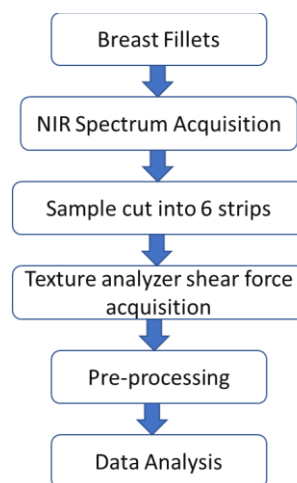 Breast Fillets
NIR Spectrum Acquisition
Sample cut into 6 strips
Texture analyzer shear force
acquisition
Pre-processing
Data Analysis